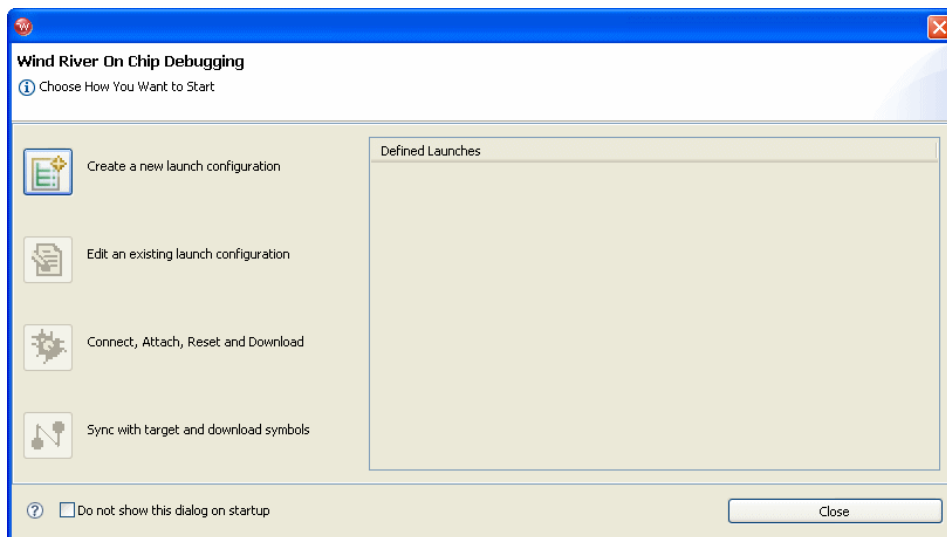 Wind River On Chip Debugging
Choose How You Want to Start
Create a new launch configuration
Defined Launches
Edit an existing launch configuration
Connect, Attach, Reset and Download
Sync with target and download symbols
Do not show this dialog on startup
Close